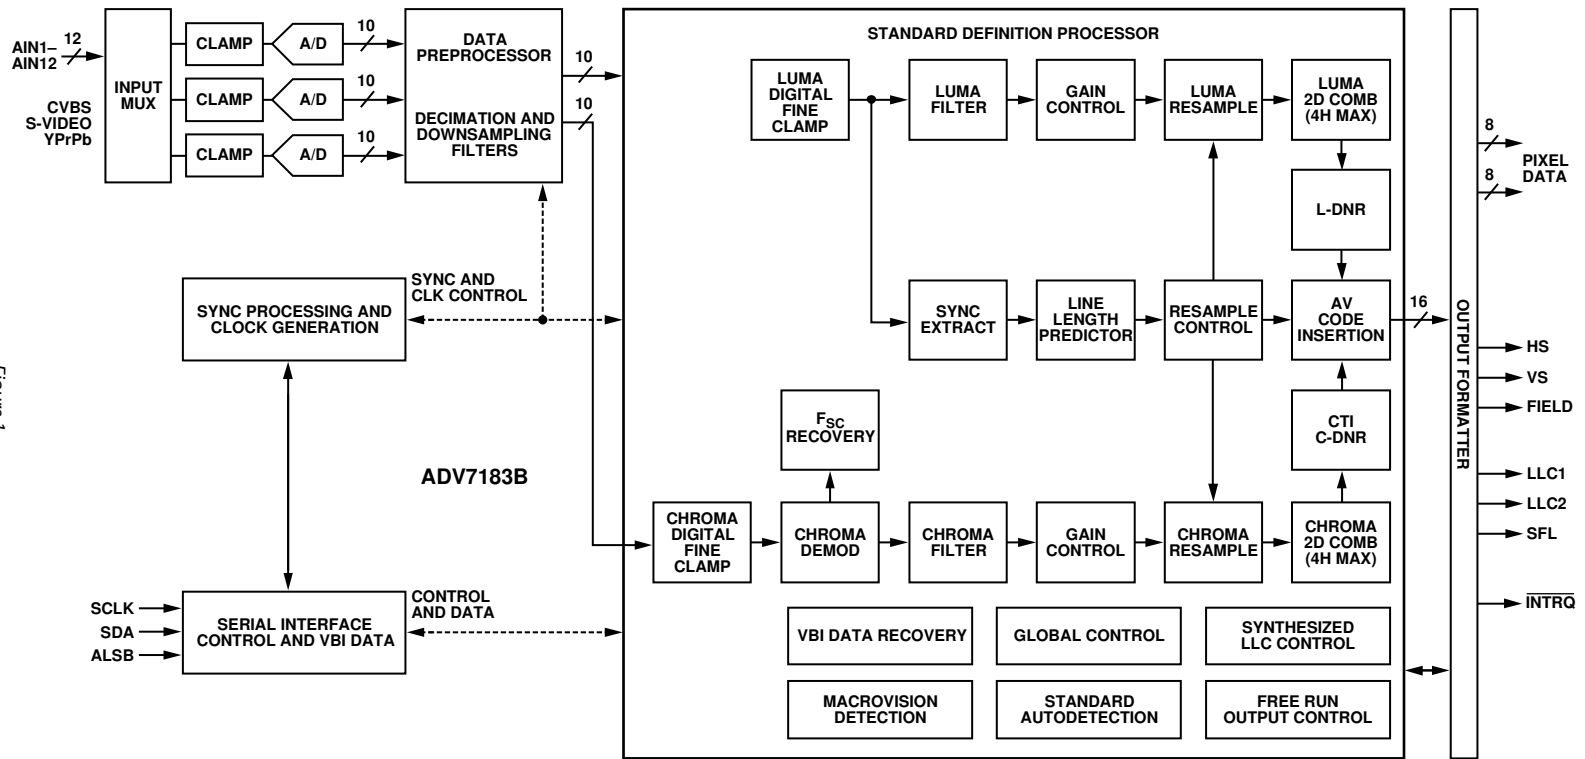 STANDARD DEFINITION PROCESSOR
AIN1–
AIN12
12
CVBS
S-VIDEO
YPrPb
INPUT
MUX
CLAMP
A/D
10
CLAMP
A/D
10
CLAMP
A/D
10
DATA
PREPROCESSOR
DECIMATION AND
DOWNSAMPLING
FILTERS
10
10
LUMA
DIGITAL
FINE
CLAMP
LUMA
FILTER
GAIN
CONTROL
LUMA
RESAMPLE
LUMA
2D COMB
(4H MAX)
L-DNR
SYNC PROCESSING AND
CLOCK GENERATION
SYNC AND
CLK CONTROL
SYNC
EXTRACT
LINE
LENGTH
PREDICTOR
RESAMPLE
CONTROL
AV
CODE
INSERTION
16
FSC
RECOVERY
CTI
C-DNR
ADV7183B
CHROMA
DIGITAL
FINE
CLAMP
CHROMA
DEMOD
CHROMA
FILTER
GAIN
CONTROL
CHROMA
RESAMPLE
CHROMA
2D COMB
(4H MAX)
SCLK
SDA
ALSB
SERIAL INTERFACE
CONTROL AND VBI DATA
CONTROL
AND DATA
VBI DATA RECOVERY
GLOBAL CONTROL
SYNTHESIZED
LLC CONTROL
MACROVISION
DETECTION
STANDARD
AUTODETECTION
FREE RUN
OUTPUT CONTROL
OUTPUT FORMATTER
8
8
PIXEL
DATA
HS
VS
FIELD
LLC1
LLC2
SFL
INTRQ